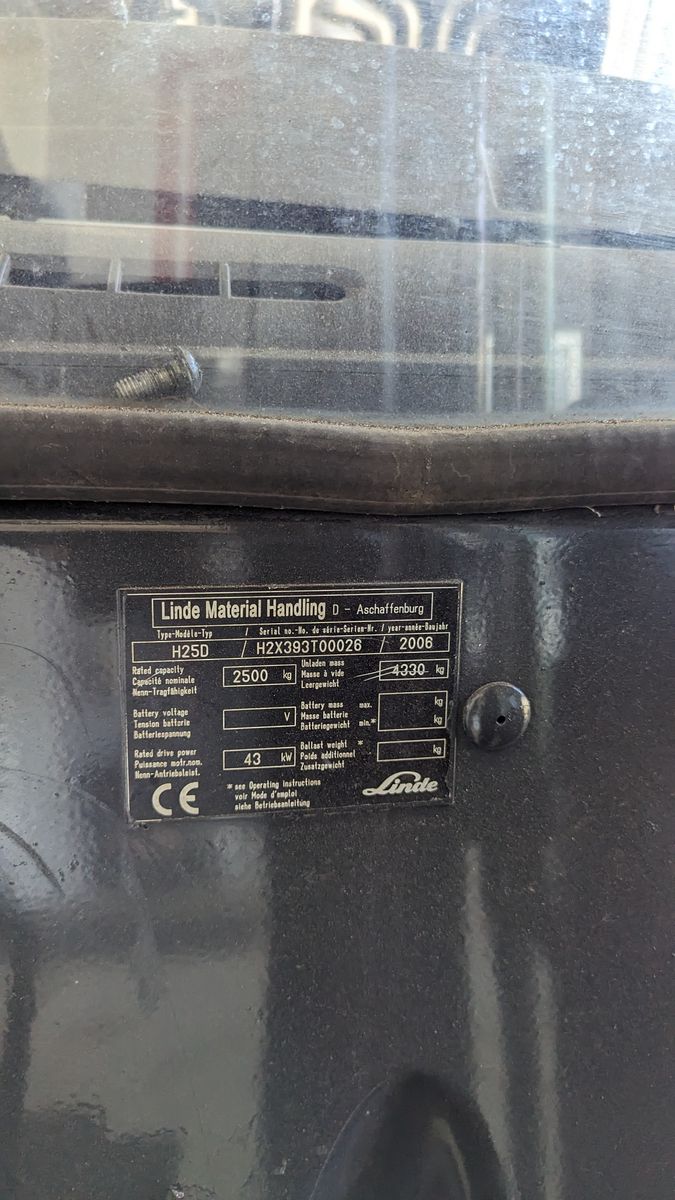 Linde Material Handling D - Aschaffenburg
Type-Modèle-Typ / Serial no.-No. de série-Serien-Nr. / year-année-Baujahr
H25D / H2X393T00026 / 2006
Rated capacity
Capacité nominale
Nenn-Tragfähigkeit
2500 kg
Unladen mass
Masse à vide
Leergewicht
4330 kg
Battery voltage
Tension batterie
Batteriespannung
V
Battery mass max.
Masse batterie
Batteriegewicht min.*
kg
kg
Rated drive power
Puissance motr.nom.
Nenn-Antriebsleist.
43 kW
Ballast weight *
Poids additionnel
Zusatzgewicht
kg
CE
* see Operating instructions
voir Mode d'emploi
siehe Betriebsanleitung
Linde